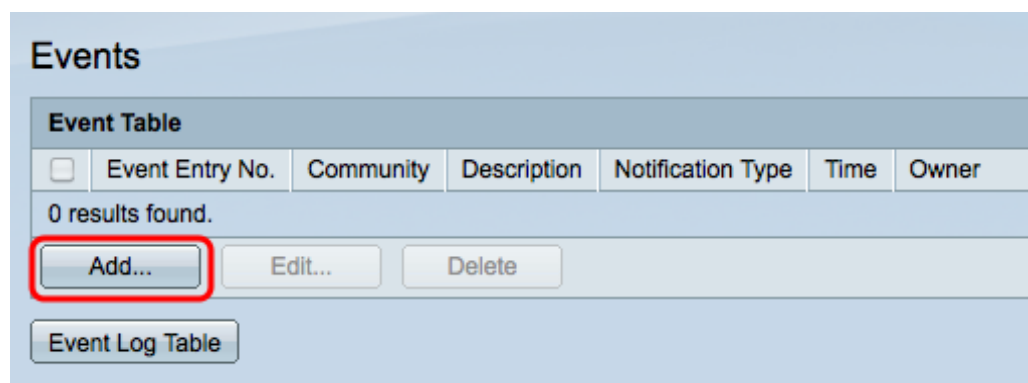 Events
Event Table
Event Entry No. Community Description Notification Type Time Owner
0 results found.
Add... Edit... Delete
Event Log Table